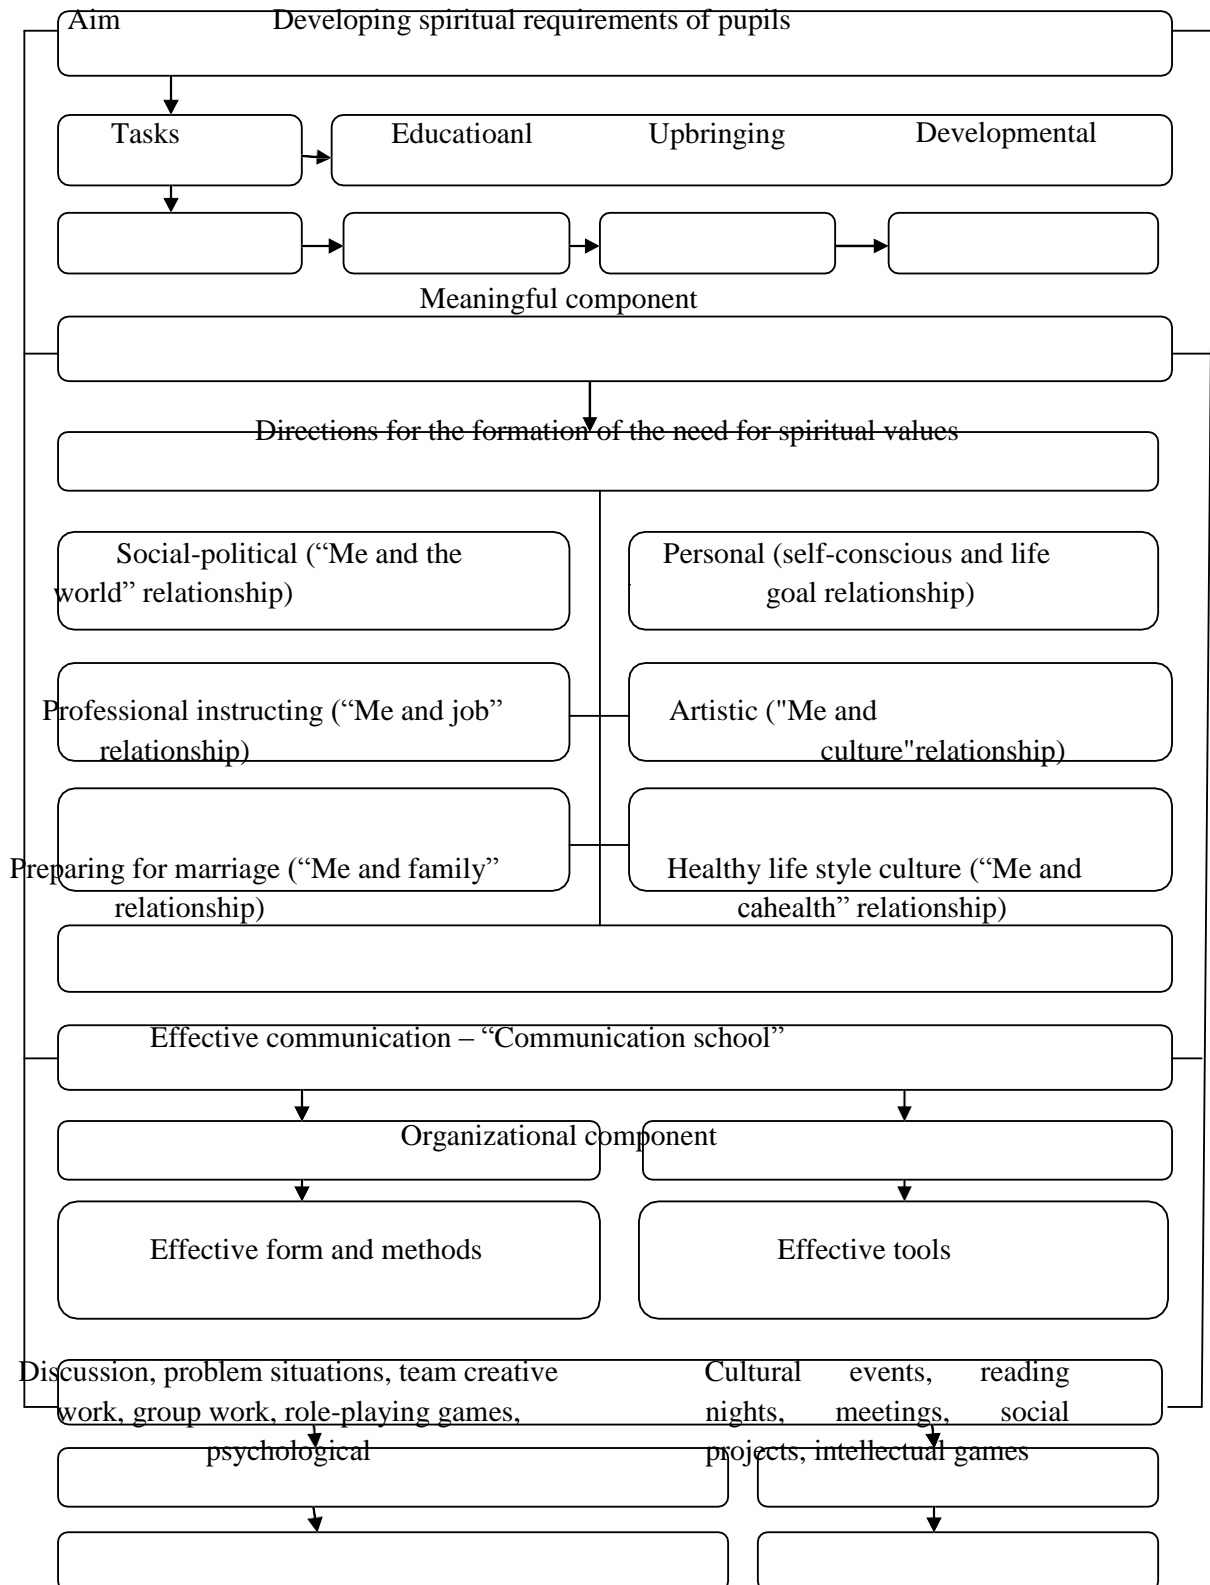 Aim Developing spiritual requirements of pupils
Tasks Educatioanl Upbringing Developmental
Meaningful component
Directions for the formation of the need for spiritual values
Social-political (“Me and the
world” relationship)
Personal (self-conscious and life
goal relationship)
Professional instructing (“Me and job”
relationship)
Artistic ("Me and
culture"relationship)
Preparing for marriage (“Me and family”
relationship)
Healthy life style culture (“Me and
cahealth” relationship)
Effective communication – “Communication school”
Organizational component
Effective form and methods
Effective tools
Discussion, problem situations, team creative
work, group work, role-playing games,
psychological
Cultural events, reading
nights, meetings, social
projects, intellectual games